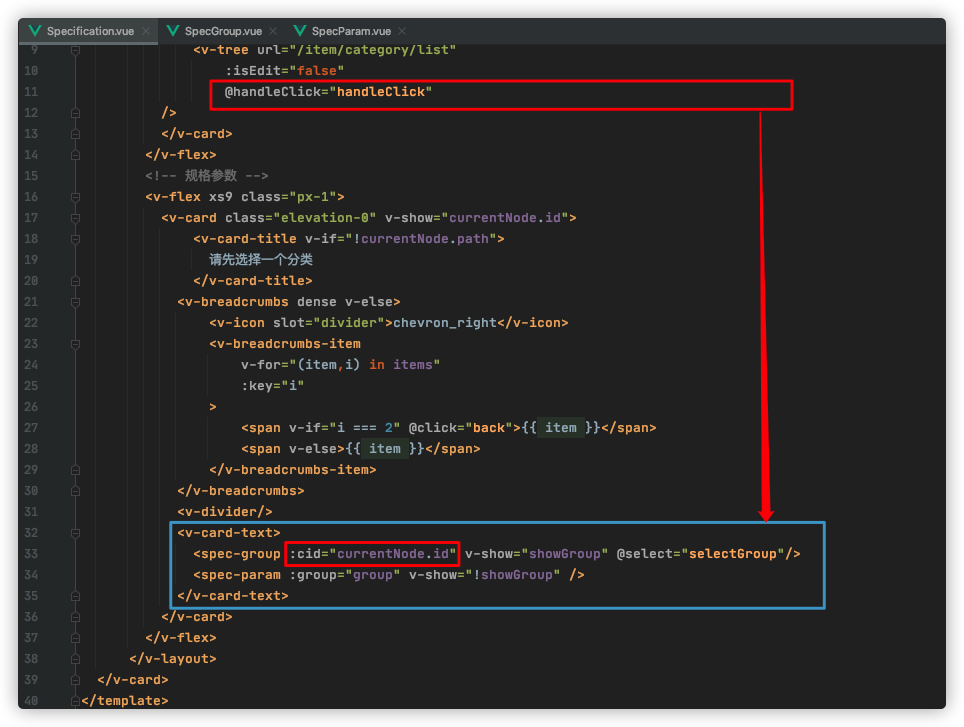 Specification.vue × SpecGroup.vue × SpecParam.vue ×
9 <v-tree url="/item/category/list"
10 :isEdit="false"
11 @handleClick="handleClick"
12 />
13 </v-card>
14 </v-flex>
15 <!-- 规格参数 -->
16 <v-flex xs9 class="px-1">
17 <v-card class="elevation-0" v-show="currentNode.id">
18 <v-card-title v-if="!currentNode.path">
19 请先选择一个分类
20 </v-card-title>
21 <v-breadcrumbs dense v-else>
22 <v-icon slot="divider">chevron_right</v-icon>
23 <v-breadcrumbs-item
24 v-for="(item,i) in items"
25 :key="i"
26 >
27 <span v-if="i === 2" @click="back">{{ item }}</span>
28 <span v-else>{{ item }}</span>
29 </v-breadcrumbs-item>
30 </v-breadcrumbs>
31 <v-divider/>
32 <v-card-text>
33 <spec-group :cid="currentNode.id" v-show="showGroup" @select="selectGroup"/>
34 <spec-param :group="group" v-show="!showGroup" />
35 </v-card-text>
36 </v-card>
37 </v-flex>
38 </v-layout>
39 </v-card>
40 </template>